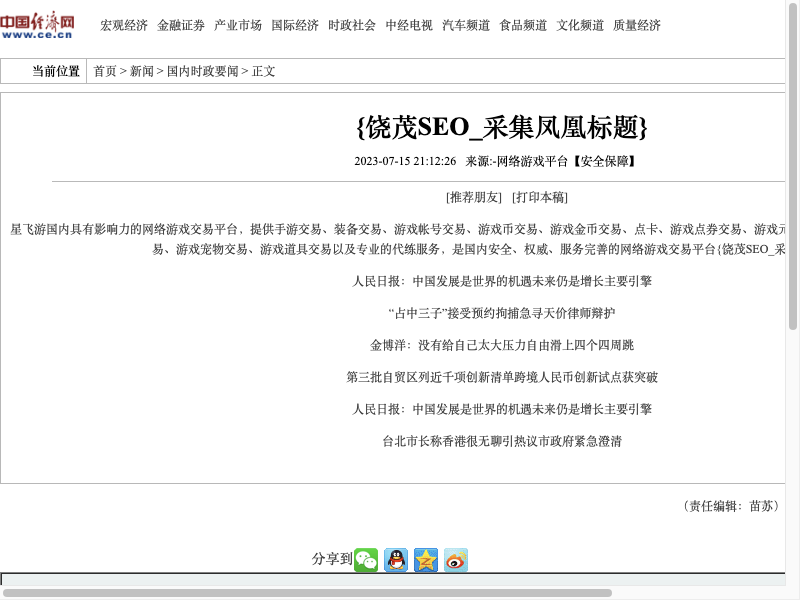 中国经济网
www.ce.cn
宏观经济 金融证券 产业市场 国际经济 时政社会 中经电视 汽车频道 食品频道 文化频道 质量经济
当前位置 首页 > 新闻 > 国内时政要闻 > 正文
{饶茂SEO_采集凤凰标题}
2023-07-15 21:12:26 来源:-网络游戏平台【安全保障】
[推荐朋友] [打印本稿]
星飞游国内具有影响力的网络游戏交易平台，提供手游交易、装备交易、游戏帐号交易、游戏币交易、游戏金币交易、点卡、游戏点券交易、游戏元
易、游戏宠物交易、游戏道具交易以及专业的代练服务，是国内安全、权威、服务完善的网络游戏交易平台{饶茂SEO_采
人民日报：中国发展是世界的机遇未来仍是增长主要引擎
“占中三子”接受预约拘捕急寻天价律师辩护
金博洋：没有给自己太大压力自由滑上四个四周跳
第三批自贸区列近千项创新清单跨境人民币创新试点获突破
人民日报：中国发展是世界的机遇未来仍是增长主要引擎
台北市长称香港很无聊引热议市政府紧急澄清
（责任编辑：苗苏）
分享到